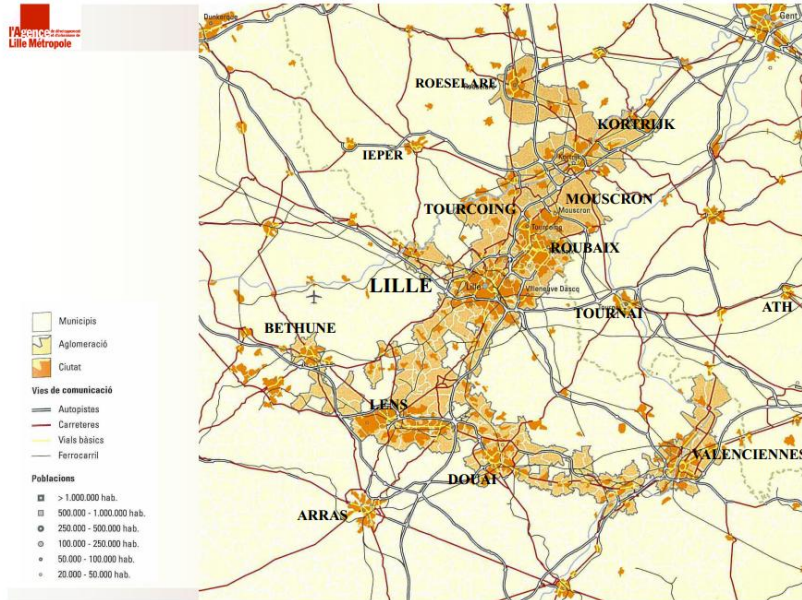 l'Agence
Lille Métropole
Dunkerque
Gent
ROESELARE
KORTRIJK
IEPER
TOURCOING
MOUSCRON
Mouscron
Tourcoing
ROUBAIX
LILLE
Lille
Villeneuve Dascq
TOURNAI
ATH
BETHUNE
LENS
DOUAI
VALENCIENNES
ARRAS
Municipis
Aglomeració
Ciutat
Vies de comunicació
Autopistes
Carreteres
Vials bàsics
Ferrocarril
Poblacions
> 1.000.000 hab.
500.000 - 1.000.000 hab.
250.000 - 500.000 hab.
100.000 - 250.000 hab.
50.000 - 100.000 hab.
20.000 - 50.000 hab.